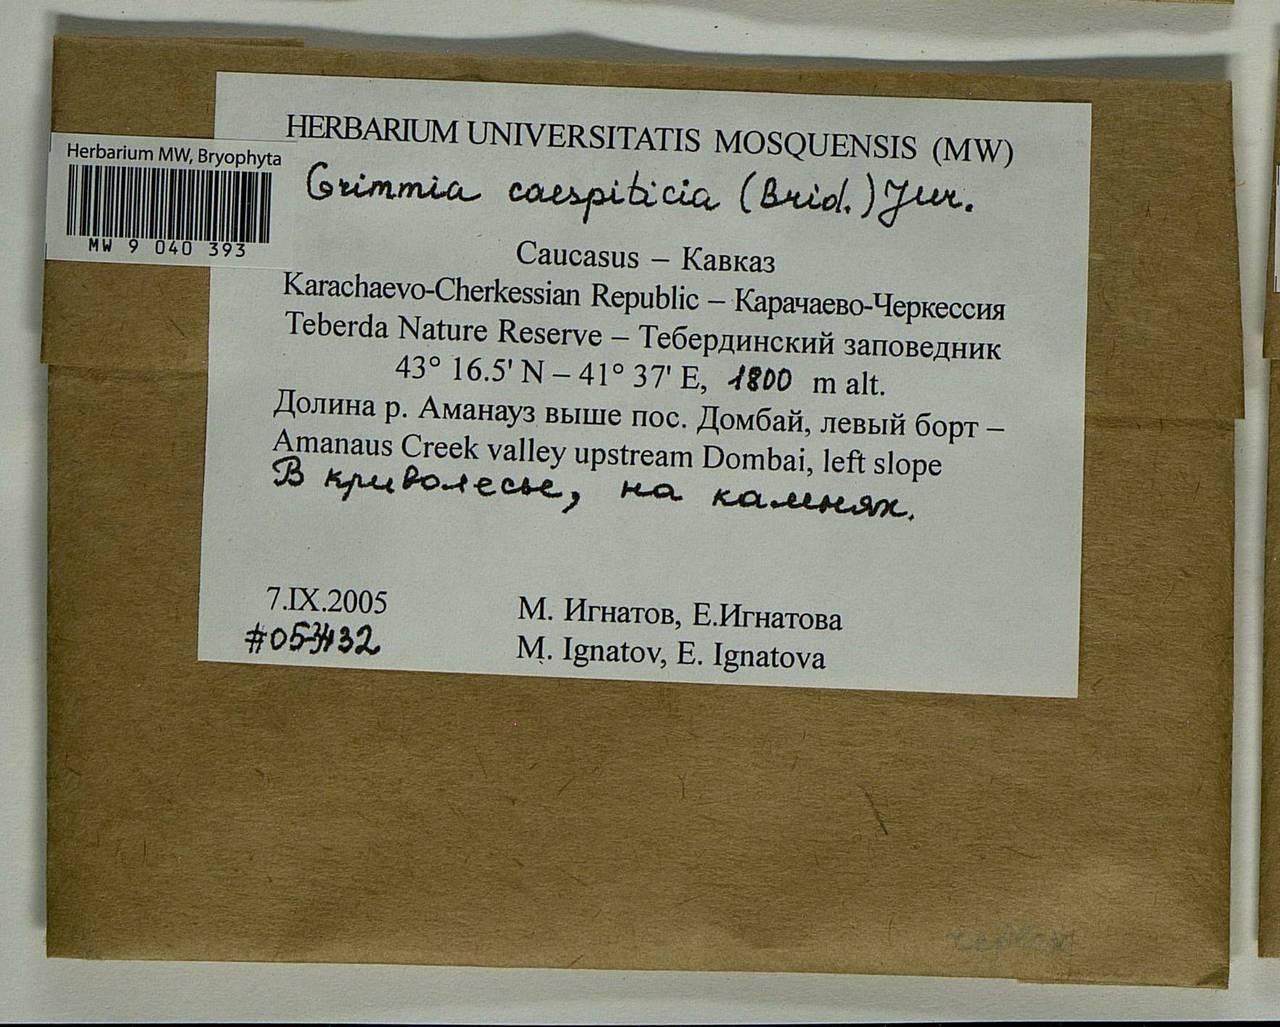 HERBARIUM UNIVERSITATIS MOSQUENSIS (MW)
Herbarium MW, Bryophyta
MW 9 040 393
Grimmia caespiticia (Brid.) Jur.
Caucasus – Кавказ
Karachaevo-Cherkessian Republic – Карачаево-Черкессия
Teberda Nature Reserve – Тебердинский заповедник
43° 16.5' N – 41° 37' E, 1800 m alt.
Долина р. Аманауз выше пос. Домбай, левый борт –
Amanaus Creek valley upstream Dombai, left slope
В криволесье, на камнях.
7.IX.2005
М. Игнатов, Е.Игнатова
M. Ignatov, E. Ignatova